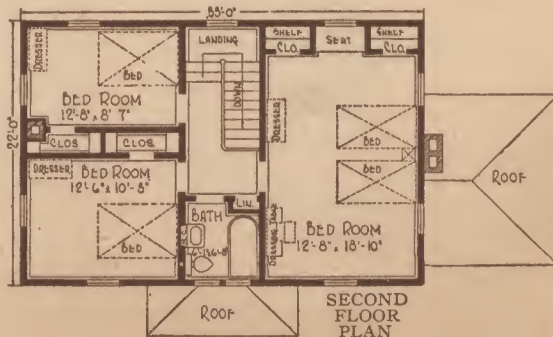 33'-0"
22'-0"
DRESSER
BED
BED ROOM
12'-8" x 8' 7"
CLOS.
CLOS.
LANDING
DOWN
SHELF
CLO.
SEAT
SHELF
CLO.
DRESSER
BED
BED
DRESSER
BED ROOM
12'-6" x 10'-8"
BED
BATH
LIN.
DRESSING TABLE
BED ROOM
12'-8" x 18'-10"
ROOF
ROOF
SECOND
FLOOR
PLAN